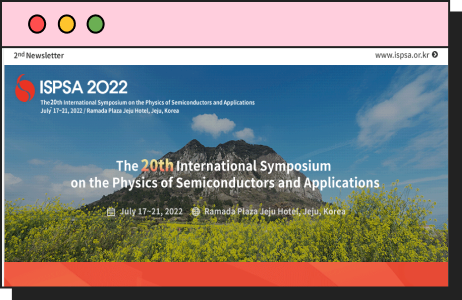 2nd Newsletter
www.ispsa.or.kr
ISPSA 2022
The 20th International Symposium on the Physics of Semiconductors and Applications
July 17~21, 2022 / Ramada Plaza Jeju Hotel, Jeju, Korea
The 20th International Symposium
on the Physics of Semiconductors and Applications
July 17~21, 2022 Ramada Plaza Jeju Hotel, Jeju, Korea